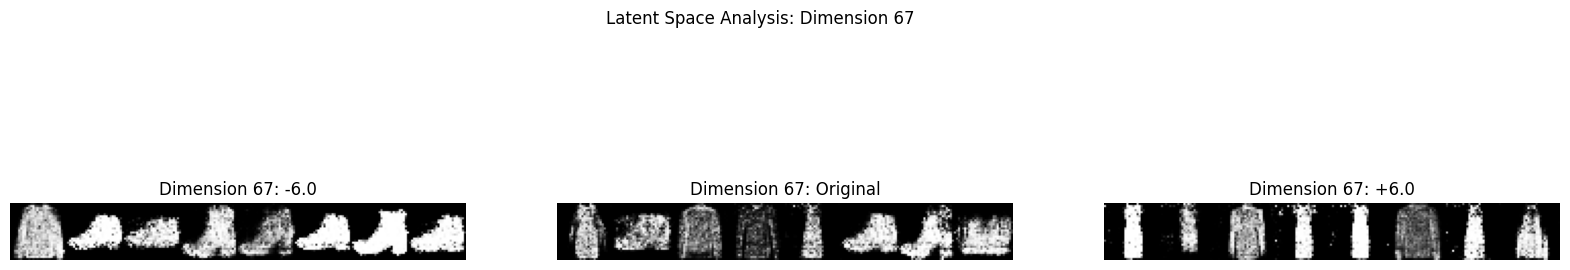 Latent Space Analysis: Dimension 67
Dimension 67: -6.0
Dimension 67: Original
Dimension 67: +6.0